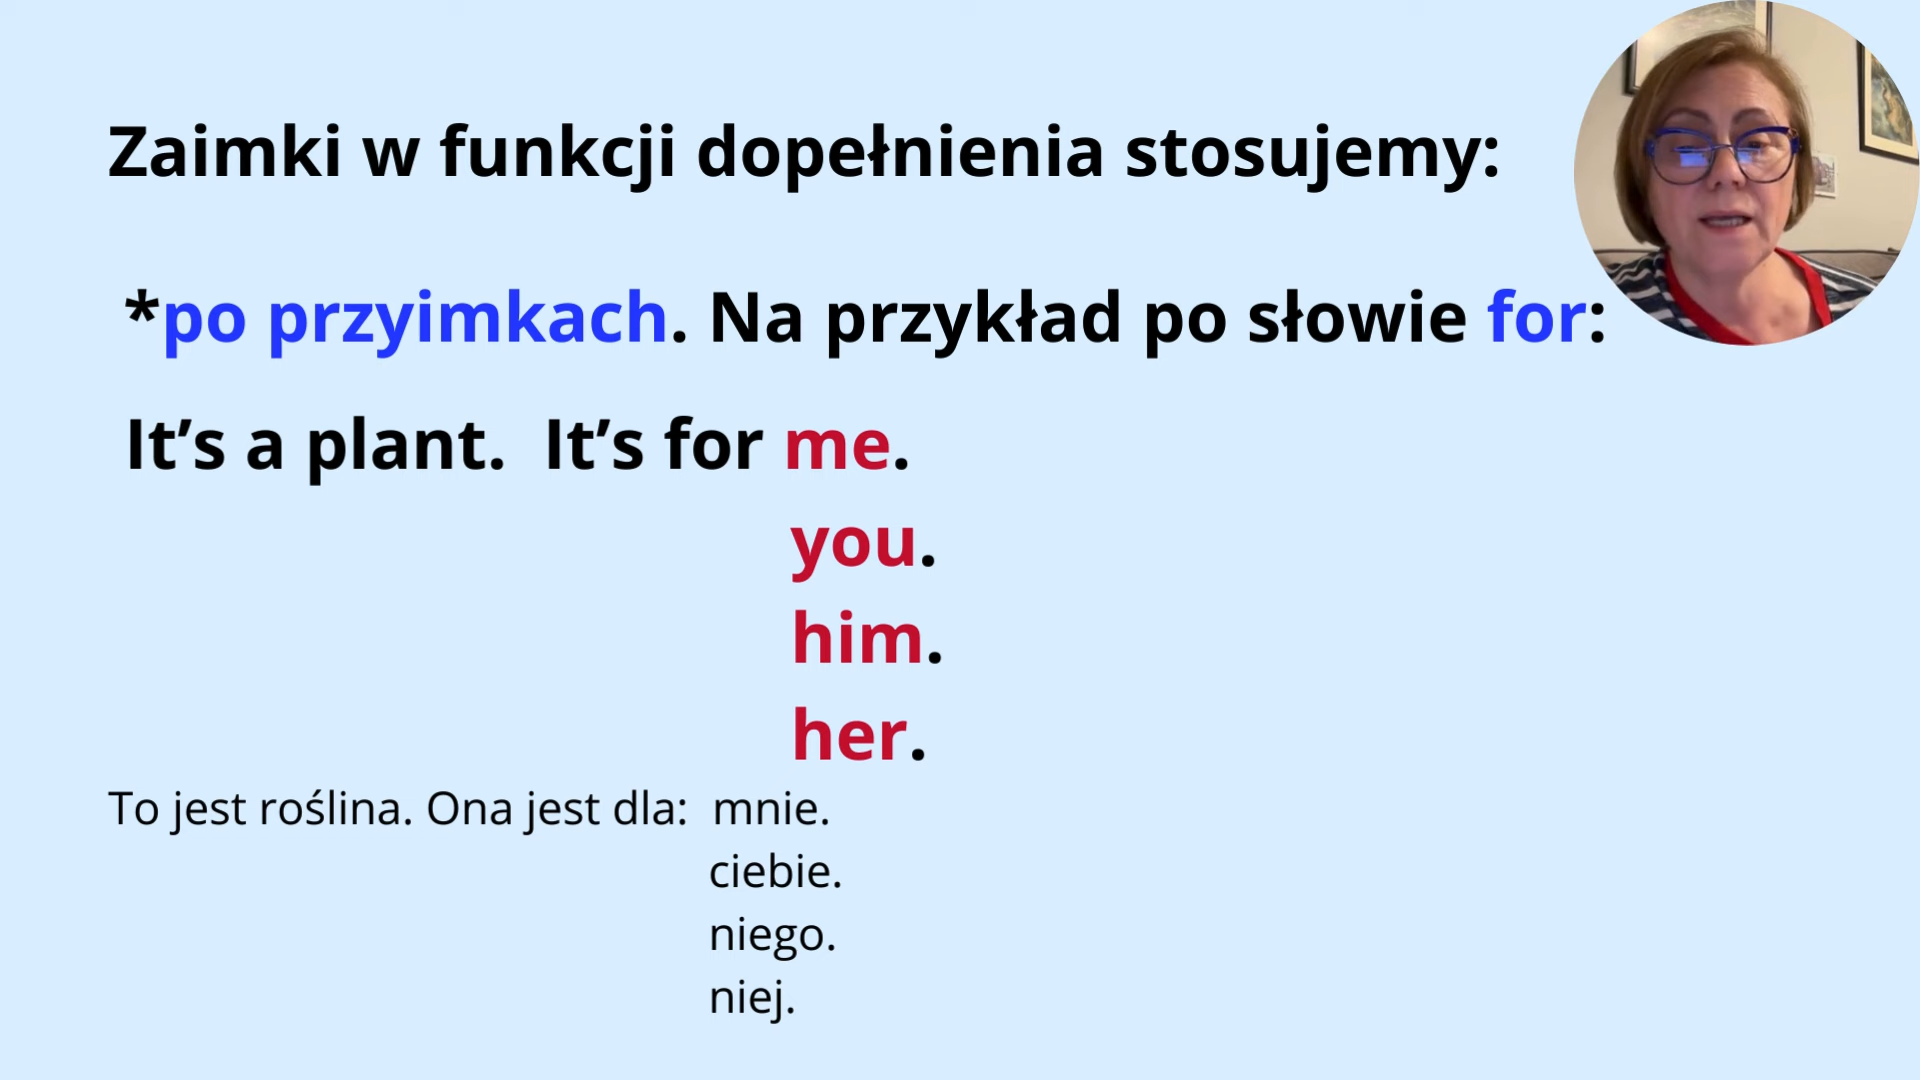 Zaimki w funkcji dopełnienia stosujemy:
*po przyimkach. Na przykład po słowie for:
It’s a plant. It’s for me.
you.
him.
her.
To jest roślina. Ona jest dla: mnie.
ciebie.
niego.
niej.